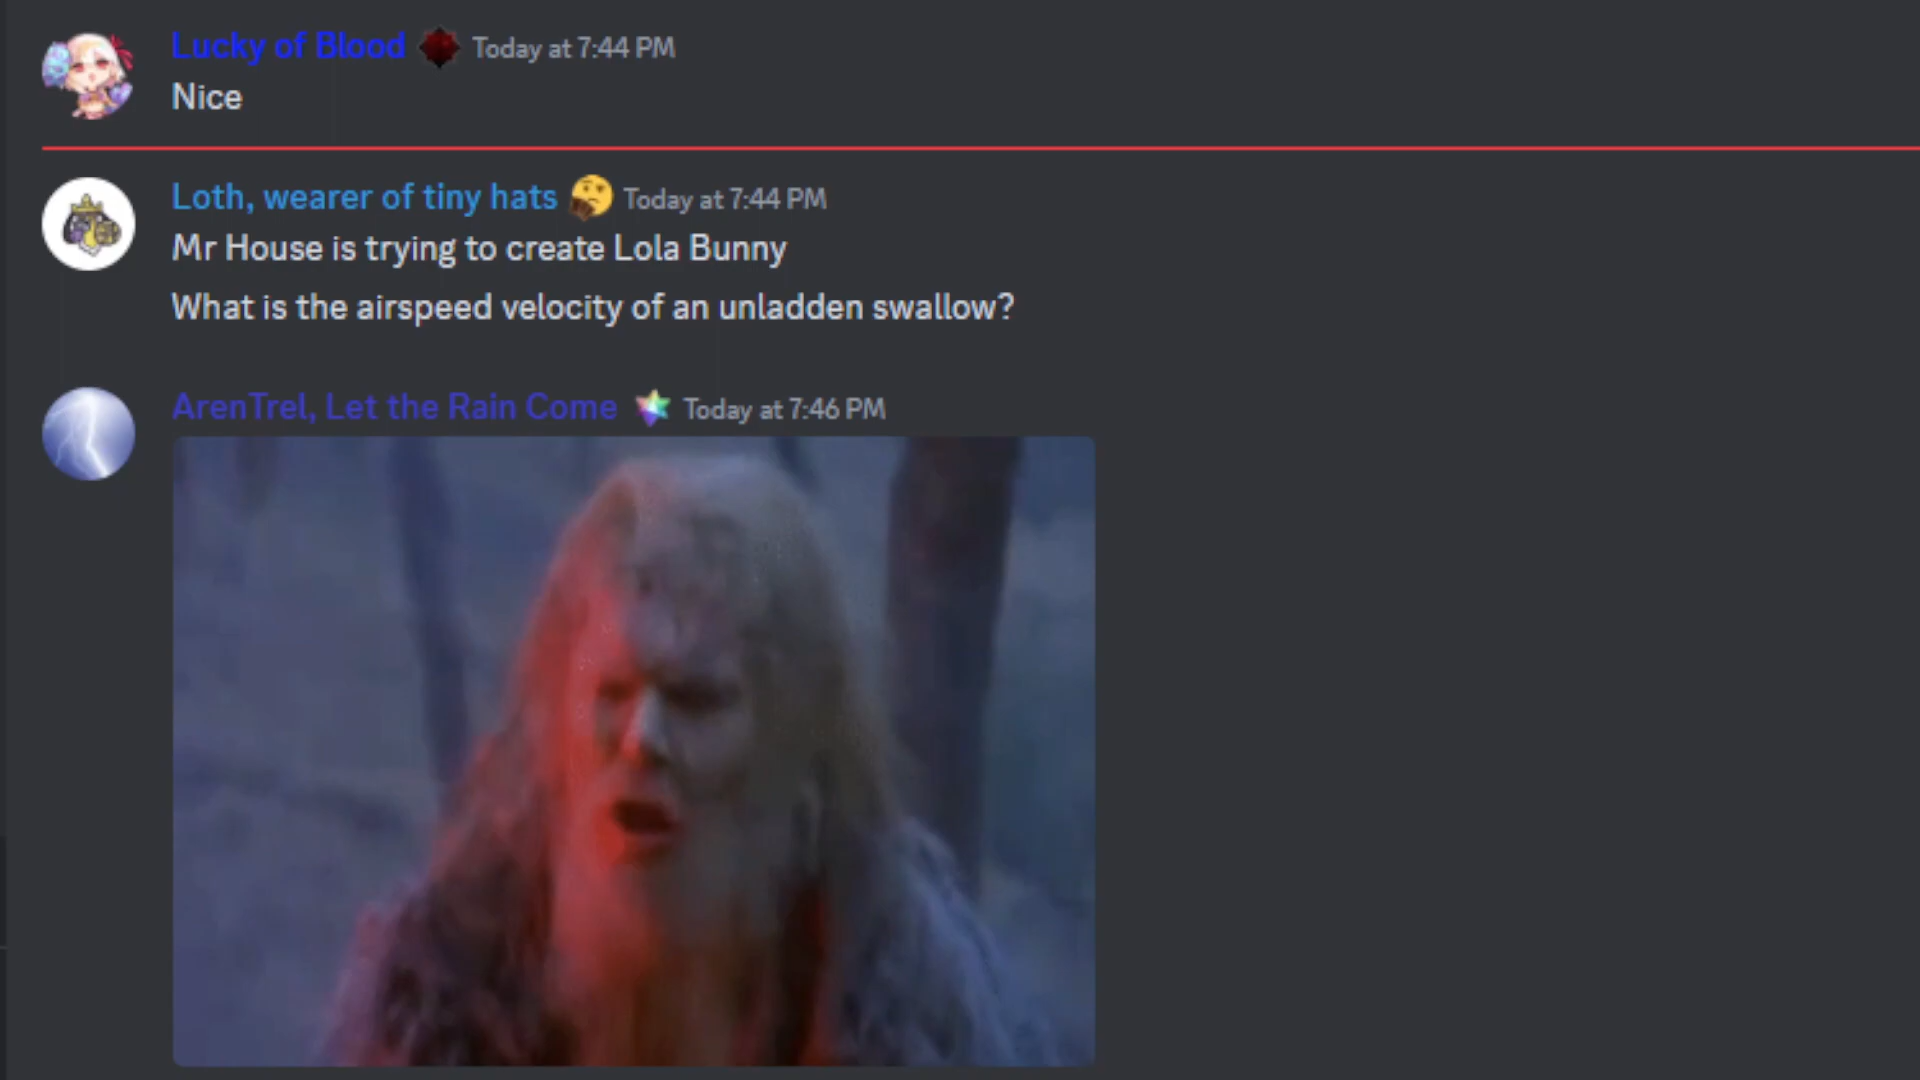 Lucky of Blood Today at 7:44 PM
Nice
Loth, wearer of tiny hats Today at 7:44 PM
Mr House is trying to create Lola Bunny
What is the airspeed velocity of an unladden swallow?
ArenTrel, Let the Rain Come Today at 7:46 PM